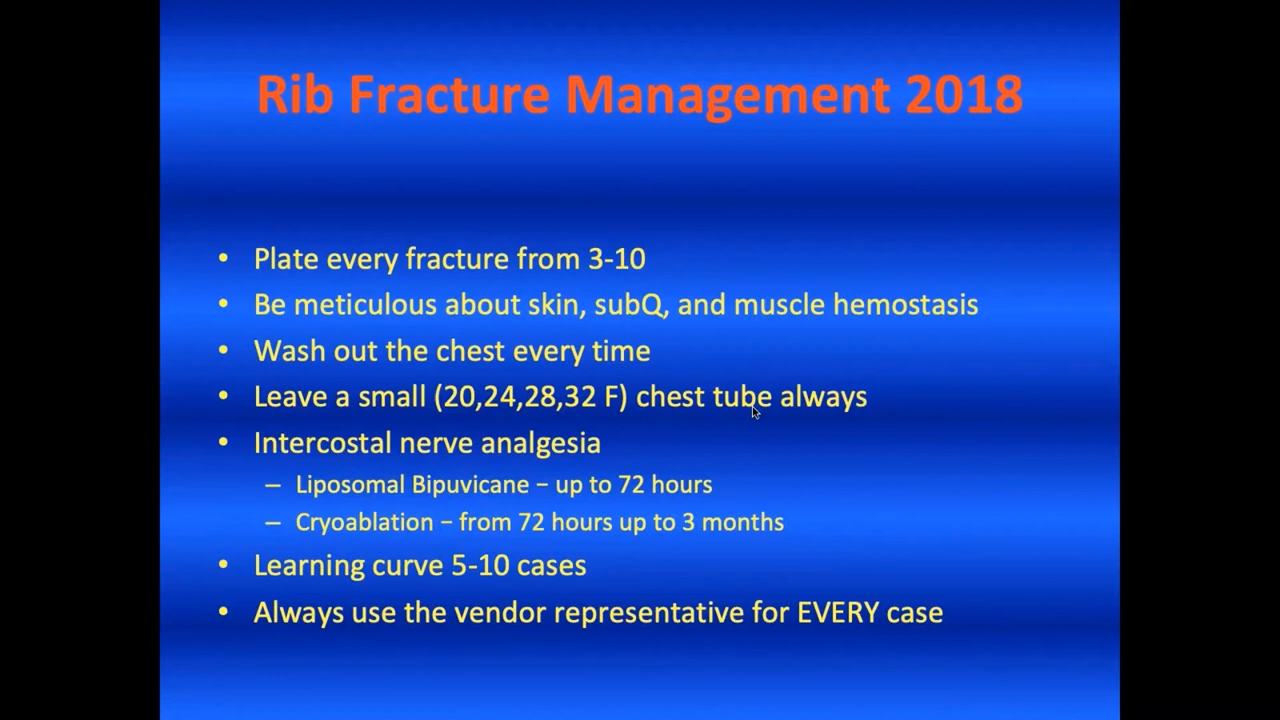 Rib Fracture Management 2018
• Plate every fracture from 3-10
• Be meticulous about skin, subQ, and muscle hemostasis
• Wash out the chest every time
• Leave a small (20,24,28,32 F) chest tube always
• Intercostal nerve analgesia
– Liposomal Bipuvicane – up to 72 hours
– Cryoablation – from 72 hours up to 3 months
• Learning curve 5-10 cases
• Always use the vendor representative for EVERY case